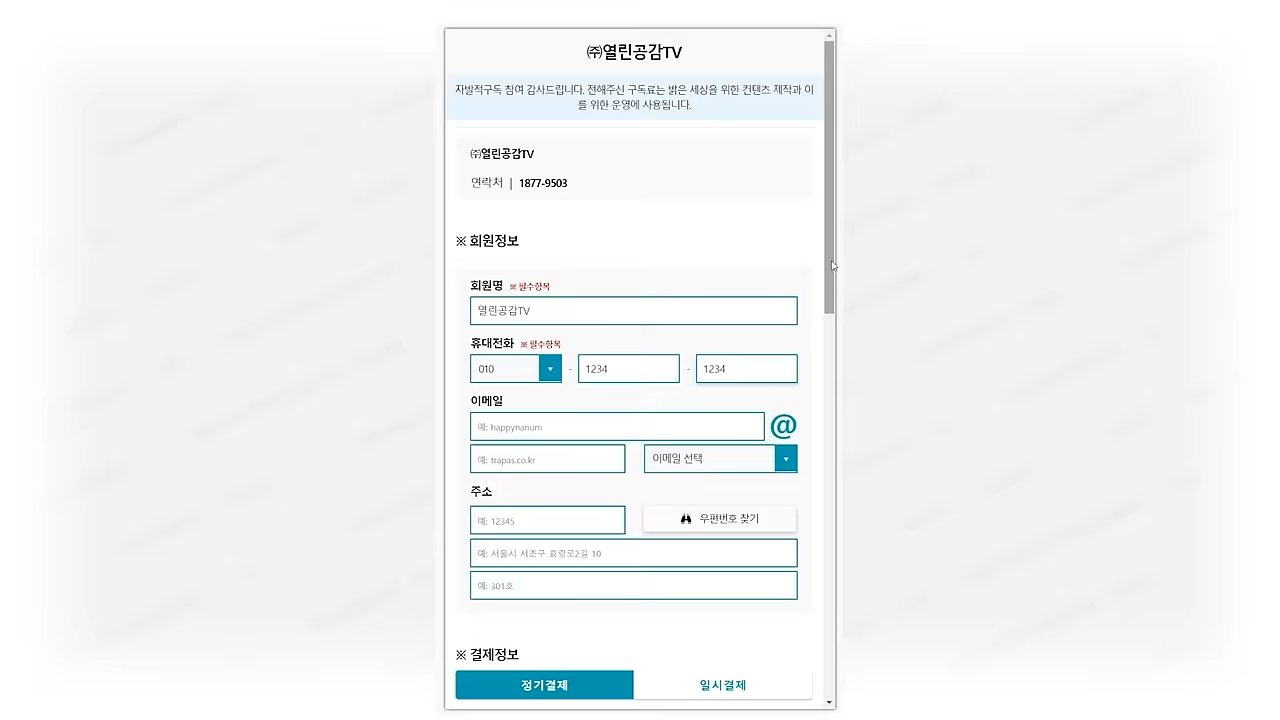 ㈜열린공감TV
자발적구독 참여 감사드립니다. 전해주신 구독료는 밝은 세상을 위한 컨텐츠 제작과 이
를 위한 운영에 사용됩니다.
㈜열린공감TV
연락처 | 1877-9503
※ 회원정보
회원명 ※ 필수항목
열린공감TV
휴대전화 ※ 필수항목
010 - 1234 - 1234
이메일
예: happynanum @
예: trapas.co.kr 이메일 선택
주소
예: 12345 우편번호 찾기
예: 서울시 서초구 효령로2길 10
예: 301호
※ 결제정보
정기결제 일시결제